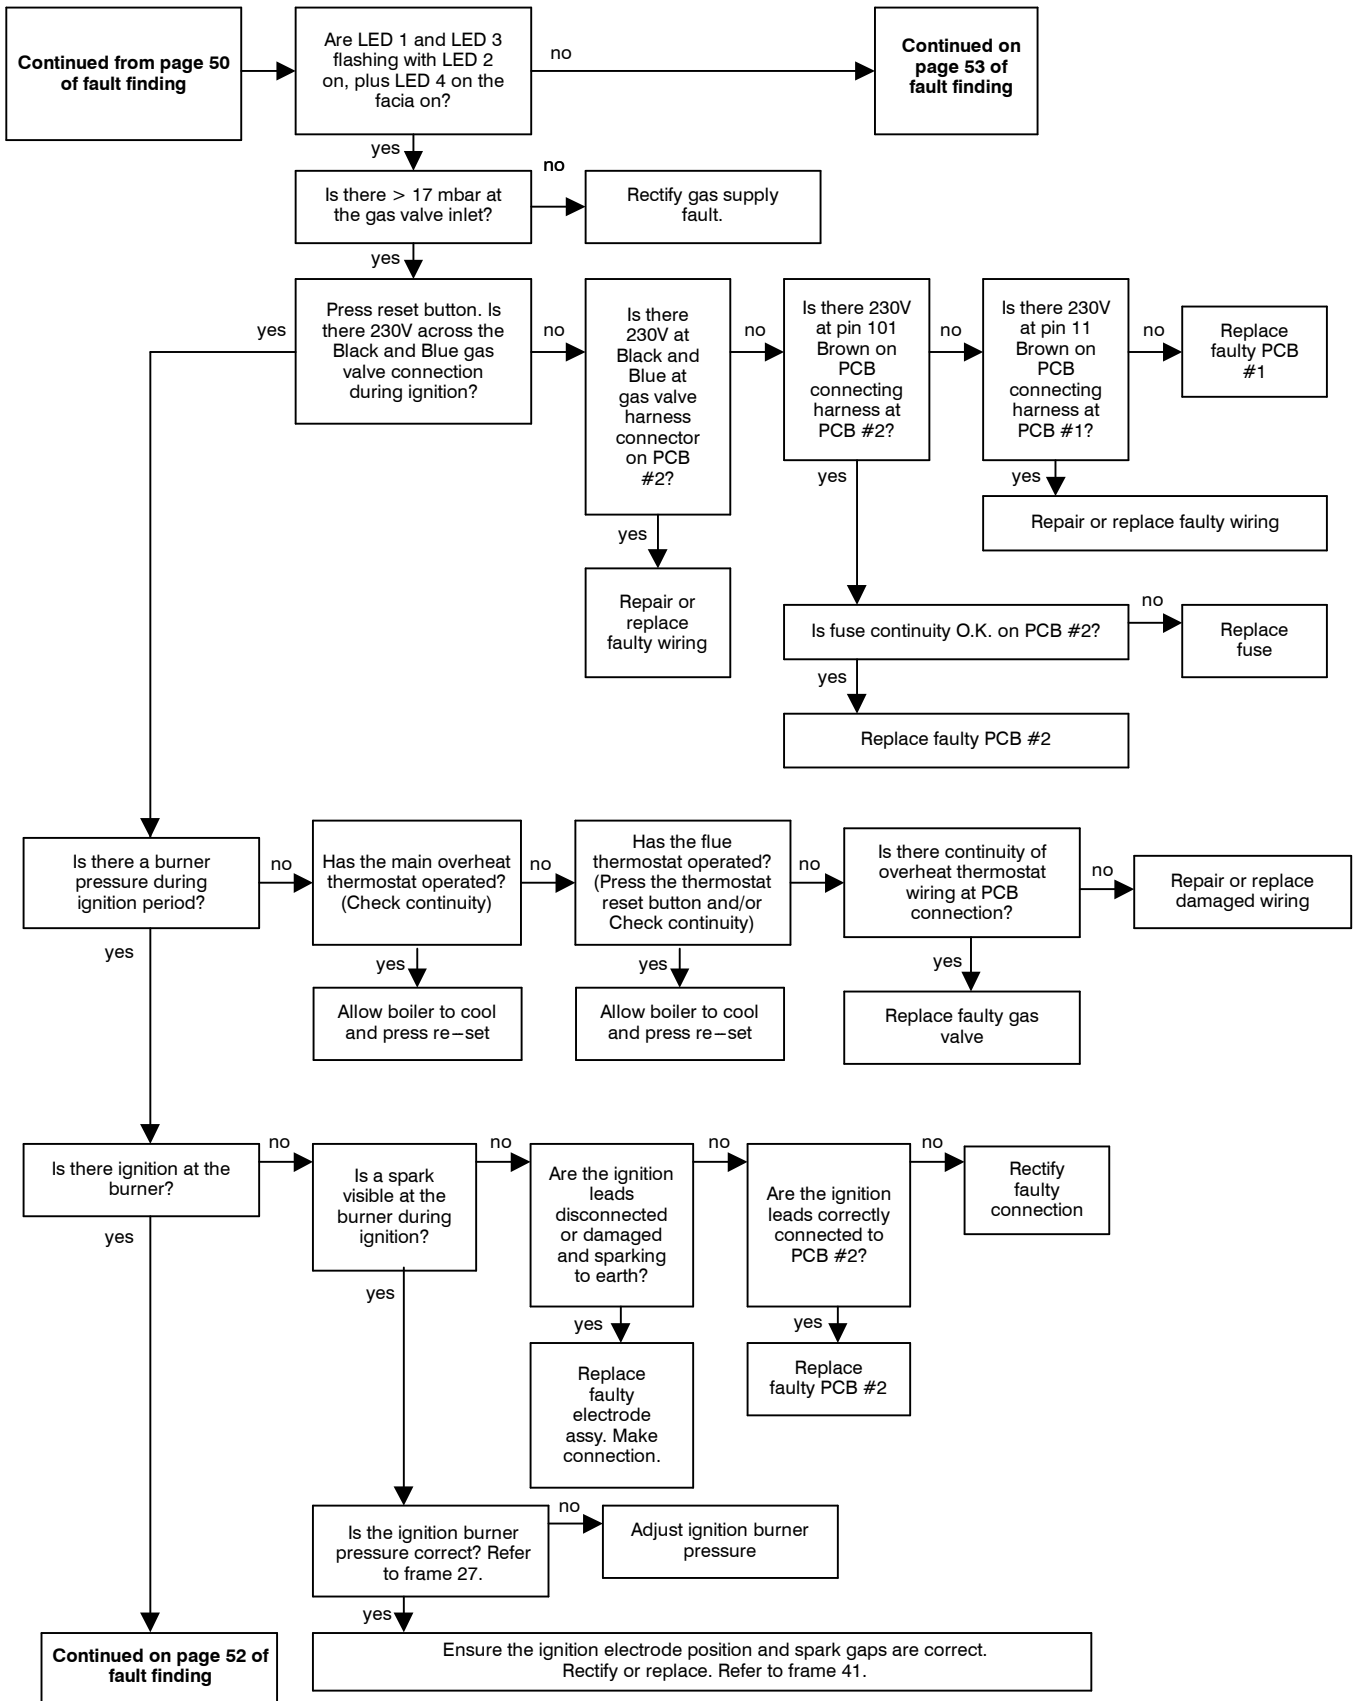 Continued from page 50
of fault finding
Are LED 1 and LED 3
flashing with LED 2
on, plus LED 4 on the
facia on?
no
Continued on
page 53 of
fault finding
yes
Is there > 17 mbar at
the gas valve inlet?
no
Rectify gas supply
fault.
yes
Press reset button. Is
there 230V across the
Black and Blue gas
valve connection
during ignition?
yes
no
Is there
230V at
Black and
Blue at
gas valve
harness
connector
on PCB
#2?
no
Is there 230V
at pin 101
Brown on
PCB
connecting
harness at
PCB #2?
no
Is there 230V
at pin 11
Brown on
PCB
connecting
harness at
PCB #1?
no
Replace
faulty PCB
#1
yes
Repair or replace faulty wiring
yes
Repair or
replace
faulty wiring
yes
Is fuse continuity O.K. on PCB #2?
no
Replace
fuse
yes
Replace faulty PCB #2
Is there a burner
pressure during
ignition period?
no
Has the main overheat
thermostat operated?
(Check continuity)
no
Has the flue
thermostat operated?
(Press the thermostat
reset button and/or
Check continuity)
no
Is there continuity of
overheat thermostat
wiring at PCB
connection?
no
Repair or replace
damaged wiring
yes
yes
Allow boiler to cool
and press re-set
yes
Allow boiler to cool
and press re-set
yes
Replace faulty gas
valve
Is there ignition at the
burner?
no
Is a spark
visible at the
burner during
ignition?
no
Are the ignition
leads
disconnected
or damaged
and sparking
to earth?
no
Are the ignition
leads correctly
connected to
PCB #2?
no
Rectify
faulty
connection
yes
yes
yes
Replace
faulty
electrode
assy. Make
connection.
yes
Replace
faulty PCB #2
Is the ignition burner
pressure correct? Refer
to frame 27.
no
Adjust ignition burner
pressure
yes
Continued on page 52 of
fault finding
Ensure the ignition electrode position and spark gaps are correct.
Rectify or replace. Refer to frame 41.